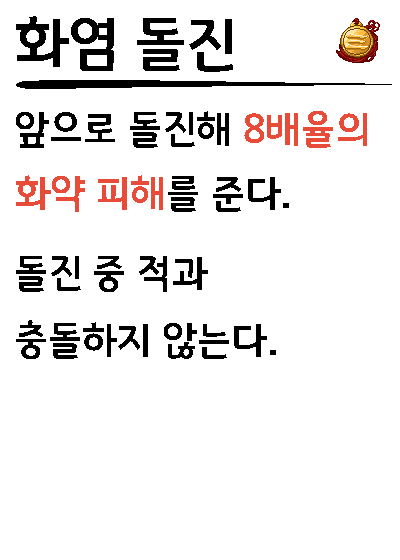 화염 돌진
앞으로 돌진해 8배율의
화약 피해를 준다.
돌진 중 적과
충돌하지 않는다.